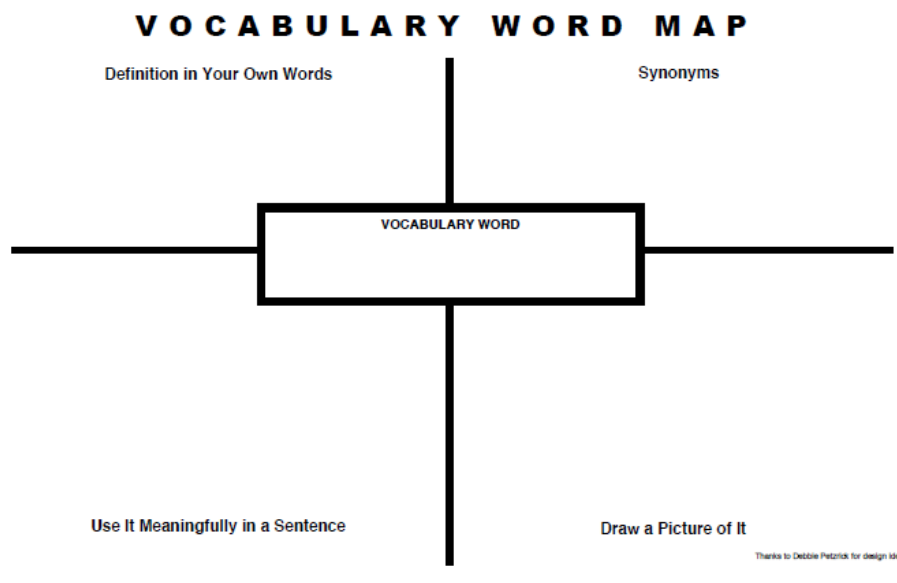 VOCABULARY WORD MAP
Definition in Your Own Words
Synonyms
VOCABULARY WORD
Use It Meaningfully in a Sentence
Draw a Picture of It
Thanks to Debbie Petzrick for design ide